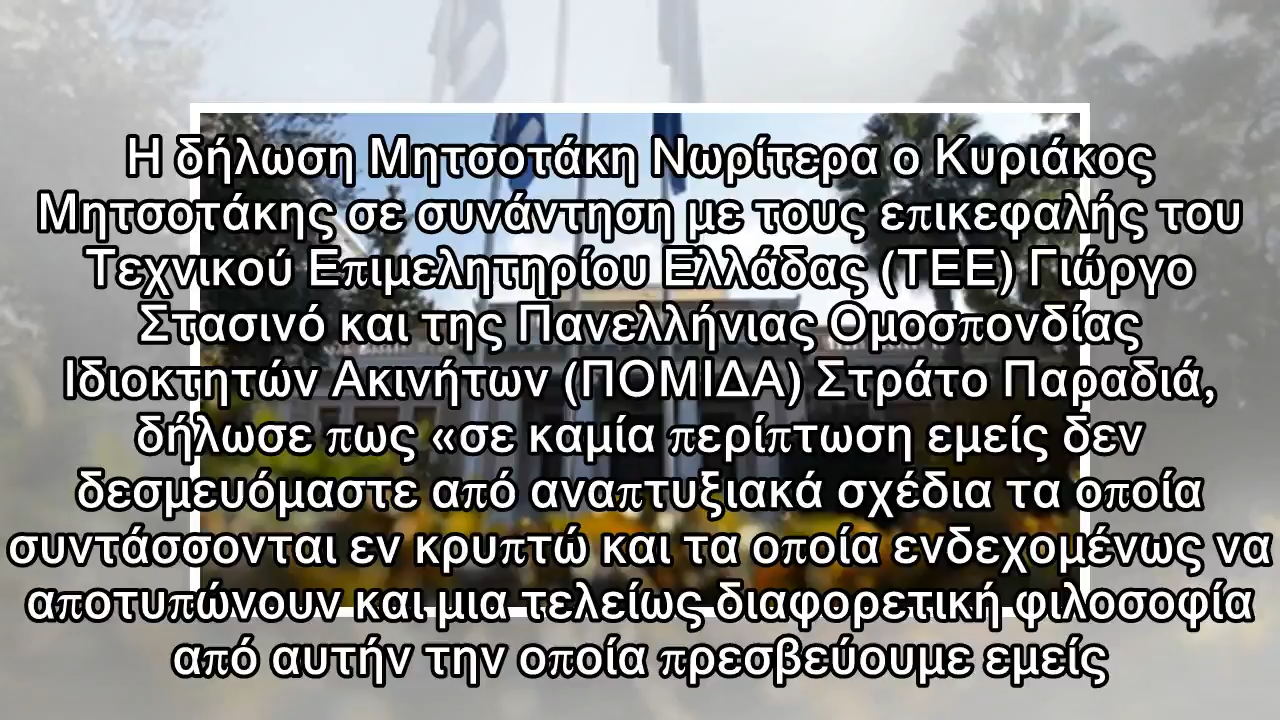 Η δήλωση Μητσοτάκη Νωρίτερα ο Κυριάκος
Μητσοτάκης σε συνάντηση με τους επικεφαλής του
Τεχνικού Επιμελητηρίου Ελλάδας (ΤΕΕ) Γιώργο
Στασινό και της Πανελλήνιας Ομοσπονδίας
Ιδιοκτητών Ακινήτων (ΠΟΜΙΔΑ) Στράτο Παραδιά,
δήλωσε πως «σε καμία περίπτωση εμείς δεν
δεσμευόμαστε από αναπτυξιακά σχέδια τα οποία
συντάσσονται εν κρυπτώ και τα οποία ενδεχομένως να
αποτυπώνουν και μια τελείως διαφορετική φιλοσοφία
από αυτήν την οποία πρεσβεύουμε εμείς